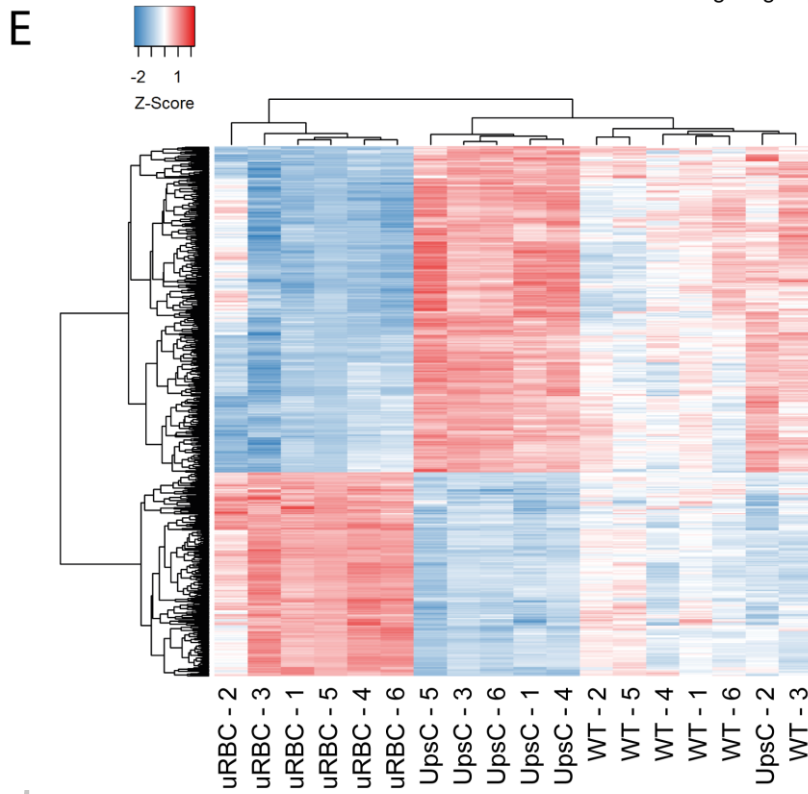 E
-2 1
Z-Score
uRBC - 2
uRBC - 3
uRBC - 1
uRBC - 5
uRBC - 4
uRBC - 6
UpsC - 5
UpsC - 3
UpsC - 6
UpsC - 1
UpsC - 4
WT - 2
WT - 5
WT - 4
WT - 1
WT - 6
UpsC - 2
WT - 3